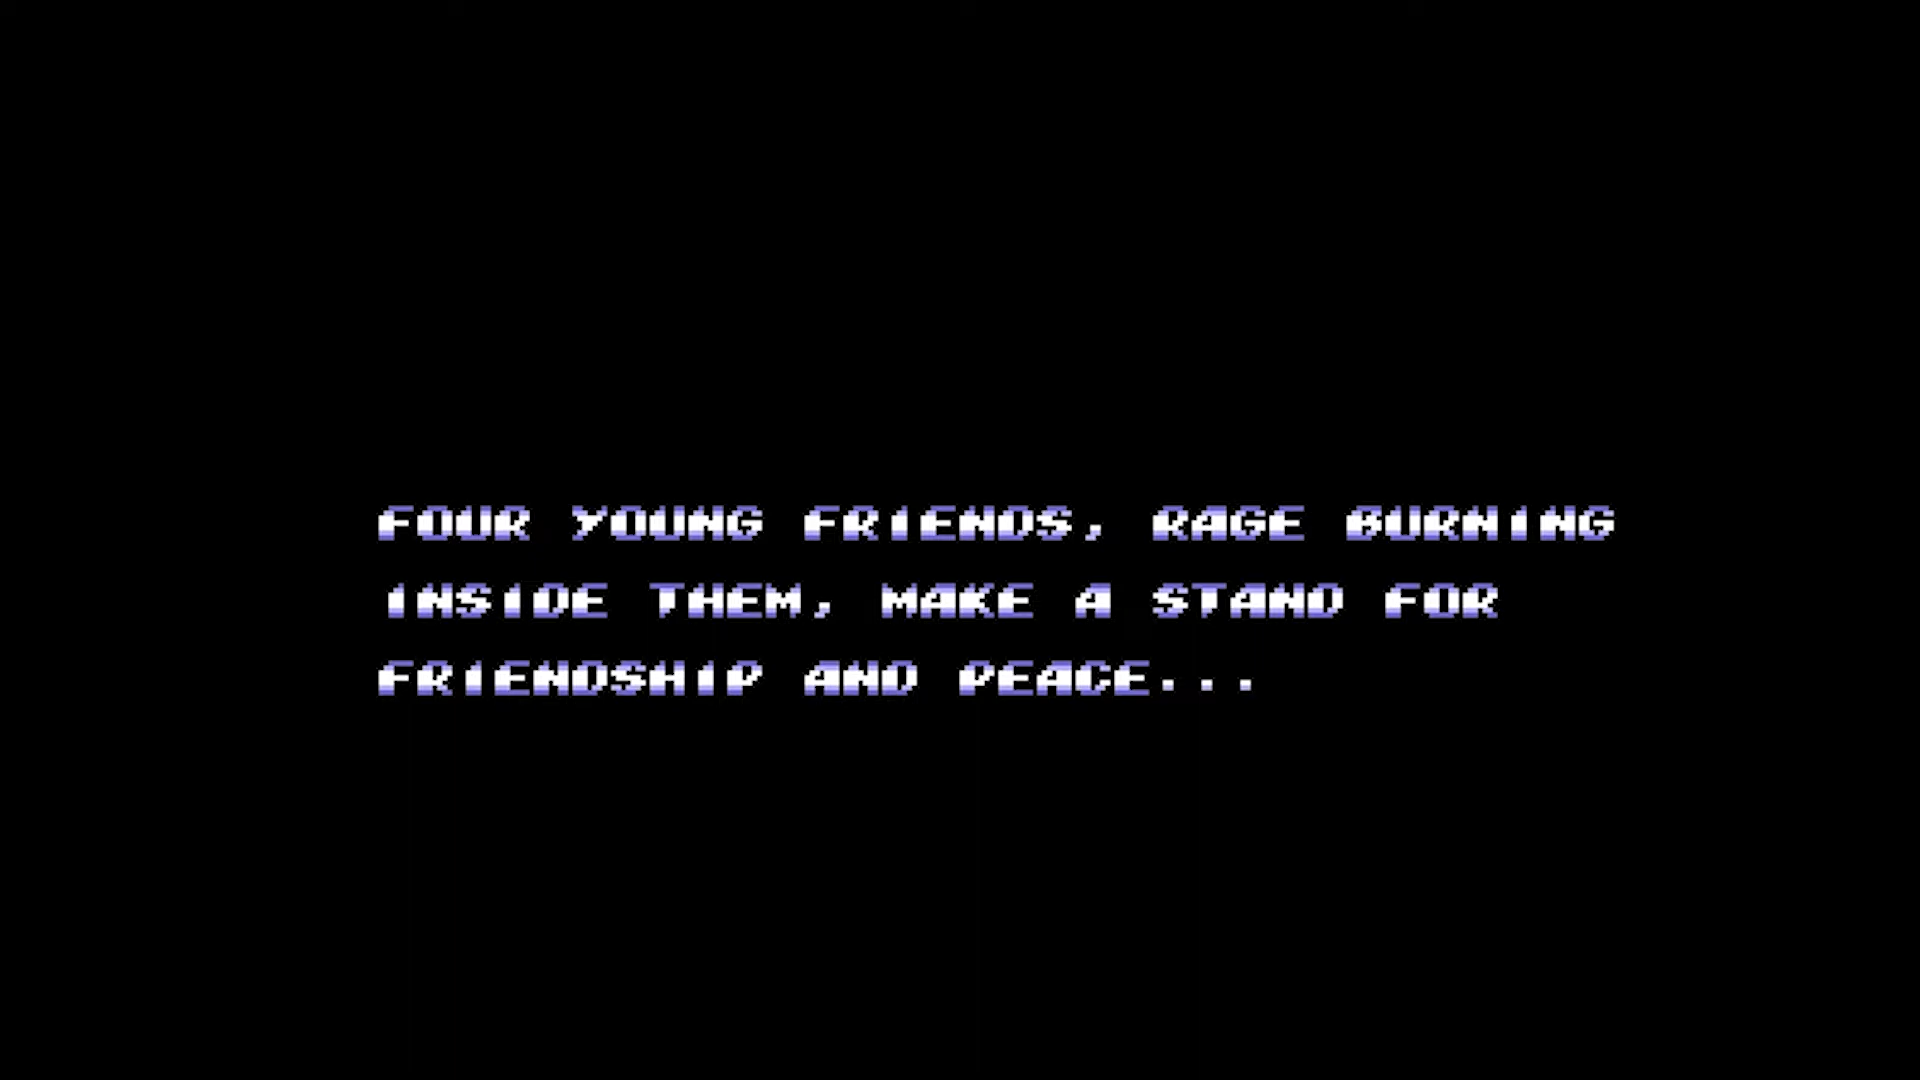 FOUR YOUNG FRIENDS, RAGE BURNING
INSIDE THEM, MAKE A STAND FOR
FRIENDSHIP AND PEACE...